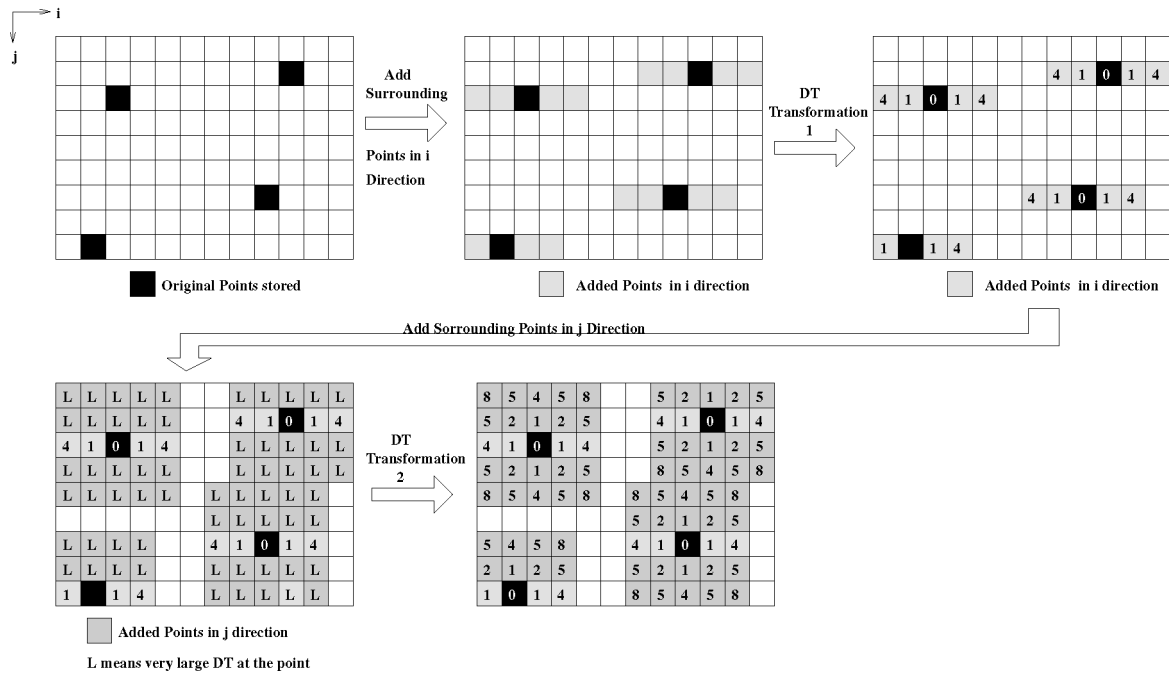 i
j
Add
Surrounding
Points in i
Direction
DT
Transformation
1
4 1 0 1 4
4 1 0 1 4
4 1 0 1 4
1 1 4
Original Points stored
Added Points in i direction
Added Points in i direction
Add Sorrounding Points in j Direction
L L L L L L L L L L
L L L L L 4 1 0 1 4
4 1 0 1 4 L L L L L
L L L L L L L L L L
L L L L L L L L L L
L L L L L
L L L L 4 1 0 1 4
L L L L L L L L L
1 1 4 L L L L L
DT
Transformation
2
8 5 4 5 8 5 2 1 2 5
5 2 1 2 5 4 1 0 1 4
4 1 0 1 4 5 2 1 2 5
5 2 1 2 5 8 5 4 5 8
8 5 4 5 8 8 5 4 5 8
5 2 1 2 5
5 4 5 8 4 1 0 1 4
2 1 2 5 5 2 1 2 5
1 0 1 4 8 5 4 5 8
Added Points in j direction
L means very large DT at the point